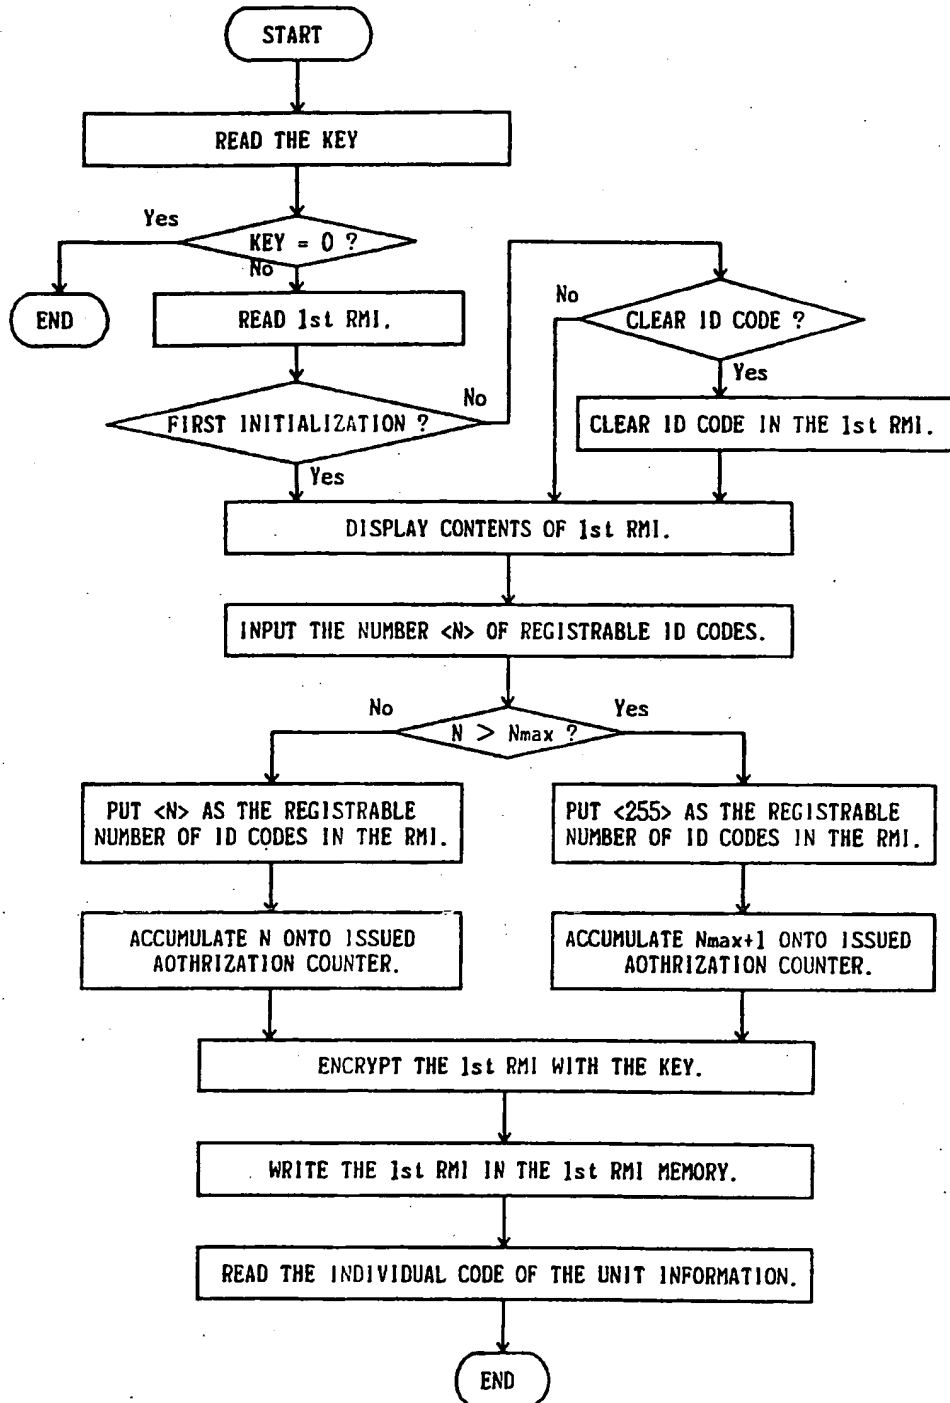 START
READ THE KEY
Yes
KEY = 0 ?
No
END
READ 1st RMI.
No
CLEAR ID CODE ?
Yes
FIRST INITIALIZATION ?
No
CLEAR ID CODE IN THE 1st RMI.
Yes
DISPLAY CONTENTS OF 1st RMI.
INPUT THE NUMBER <N> OF REGISTRABLE ID CODES.
No
N > Nmax ?
Yes
PUT <N> AS THE REGISTRABLE
NUMBER OF ID CODES IN THE RMI.
PUT <255> AS THE REGISTRABLE
NUMBER OF ID CODES IN THE RMI.
ACCUMULATE N ONTO ISSUED
AOTHRIZATION COUNTER.
ACCUMULATE Nmax+1 ONTO ISSUED
AOTHRIZATION COUNTER.
ENCRYPT THE 1st RMI WITH THE KEY.
WRITE THE 1st RMI IN THE 1st RMI MEMORY.
READ THE INDIVIDUAL CODE OF THE UNIT INFORMATION.
END